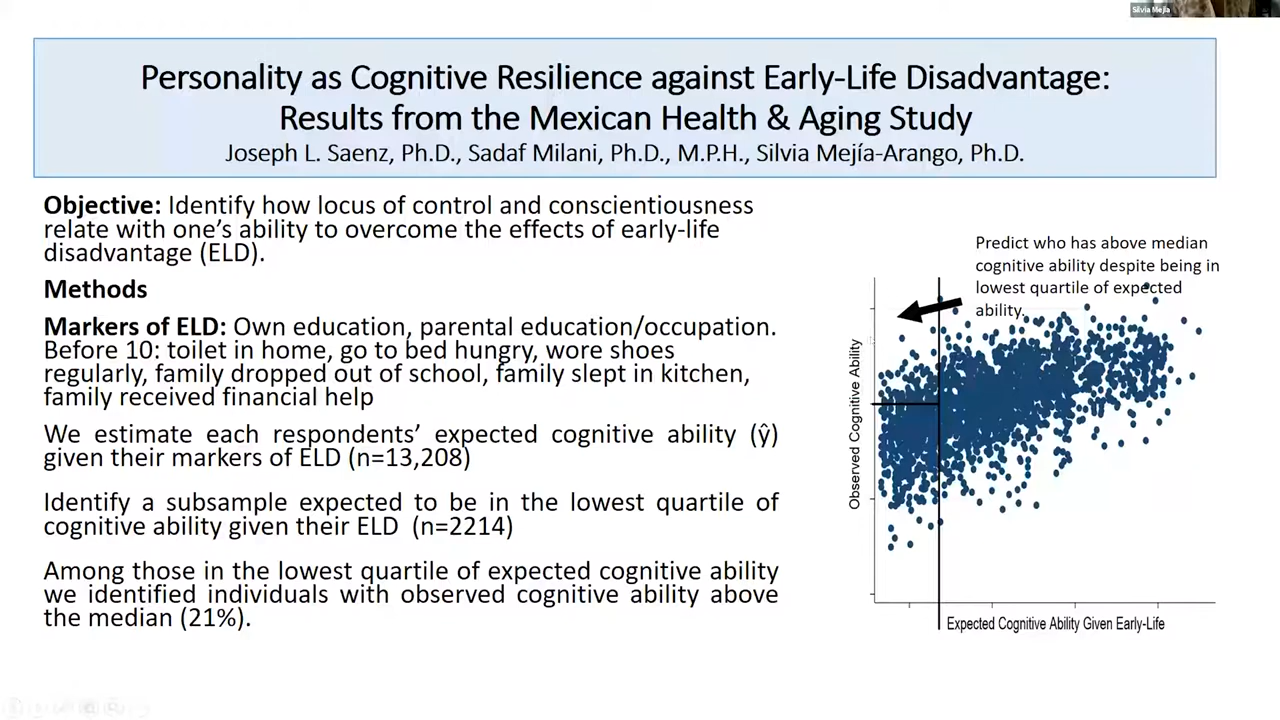 Silvia Mejia
Personality as Cognitive Resilience against Early-Life Disadvantage:
Results from the Mexican Health & Aging Study
Joseph L. Saenz, Ph.D., Sadaf Milani, Ph.D., M.P.H., Silvia Mejía-Arango, Ph.D.
Objective: Identify how locus of control and conscientiousness
relate with one's ability to overcome the effects of early-life
disadvantage (ELD).
Methods
Markers of ELD: Own education, parental education/occupation.
Before 10: toilet in home, go to bed hungry, wore shoes
regularly, family dropped out of school, family slept in kitchen,
family received financial help
We estimate each respondents' expected cognitive ability (ŷ)
given their markers of ELD (n=13,208)
Identify a subsample expected to be in the lowest quartile of
cognitive ability given their ELD (n=2214)
Among those in the lowest quartile of expected cognitive ability
we identified individuals with observed cognitive ability above
the median (21%).
Predict who has above median
cognitive ability despite being in
lowest quartile of expected
ability.
Observed Cognitive Ability
Expected Cognitive Ability Given Early-Life